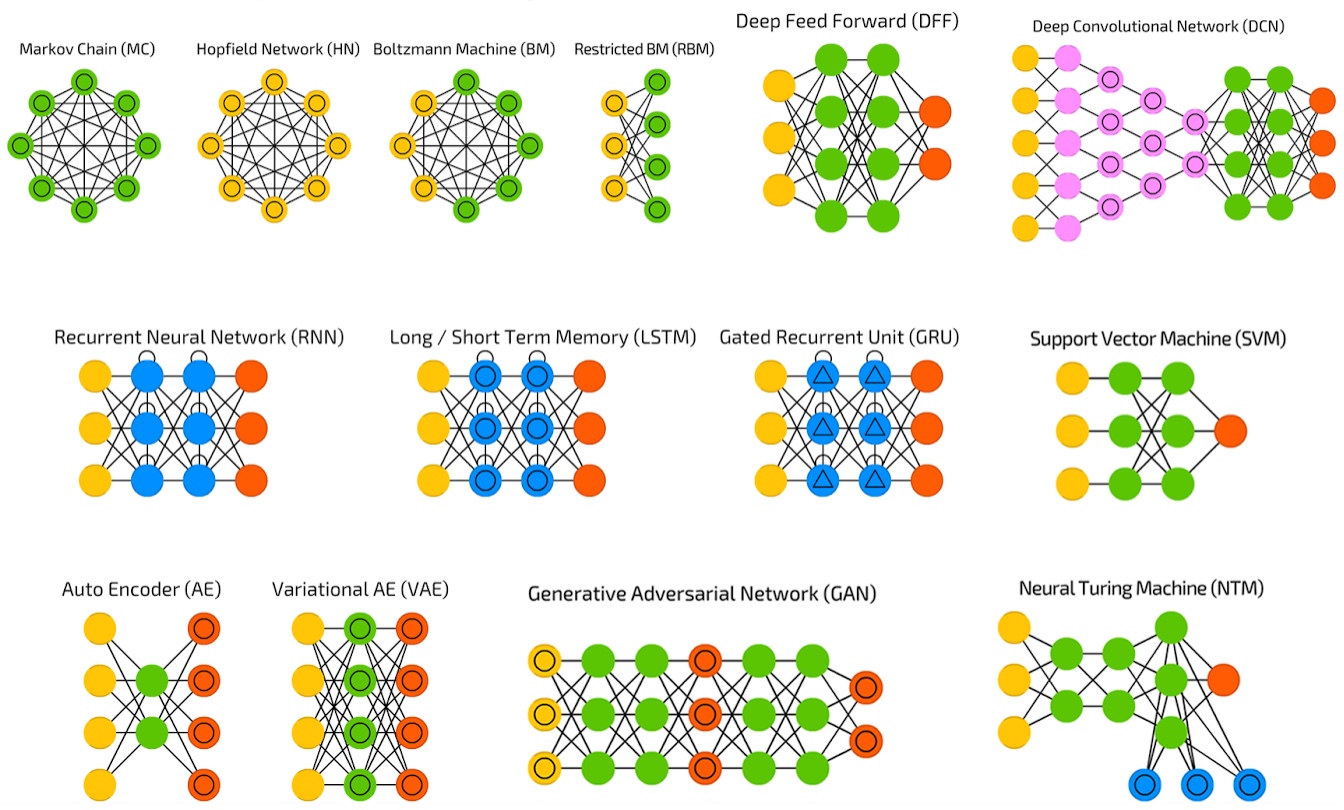 Markov Chain (MC)
Hopfield Network (HN)
Boltzmann Machine (BM)
Restricted BM (RBM)
Deep Feed Forward (DFF)
Deep Convolutional Network (DCN)
Recurrent Neural Network (RNN)
Long / Short Term Memory (LSTM)
Gated Recurrent Unit (GRU)
Support Vector Machine (SVM)
Auto Encoder (AE)
Variational AE (VAE)
Generative Adversarial Network (GAN)
Neural Turing Machine (NTM)